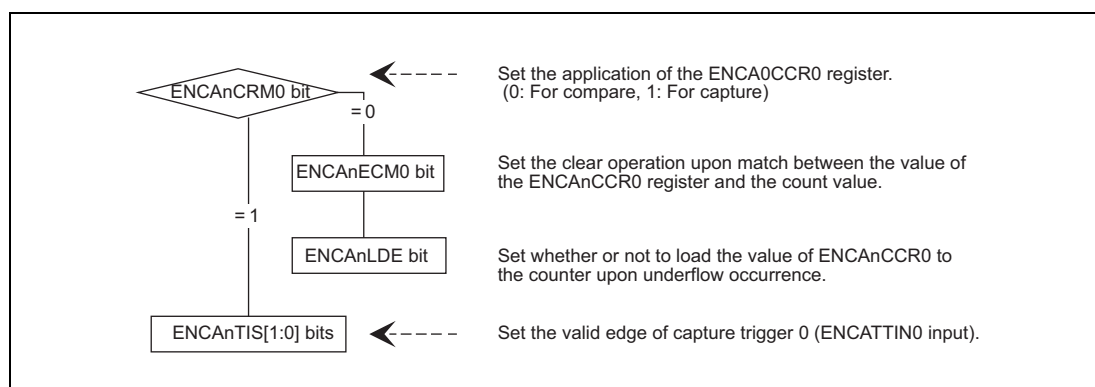 ENCAnCRM0 bit
Set the application of the ENCA0CCR0 register.
(0: For compare, 1: For capture)
= 0
ENCAnECM0 bit
Set the clear operation upon match between the value of
the ENCAnCCR0 register and the count value.
= 1
ENCAnLDE bit
Set whether or not to load the value of ENCAnCCR0 to
the counter upon underflow occurrence.
ENCAnTIS[1:0] bits
Set the valid edge of capture trigger 0 (ENCATTIN0 input).